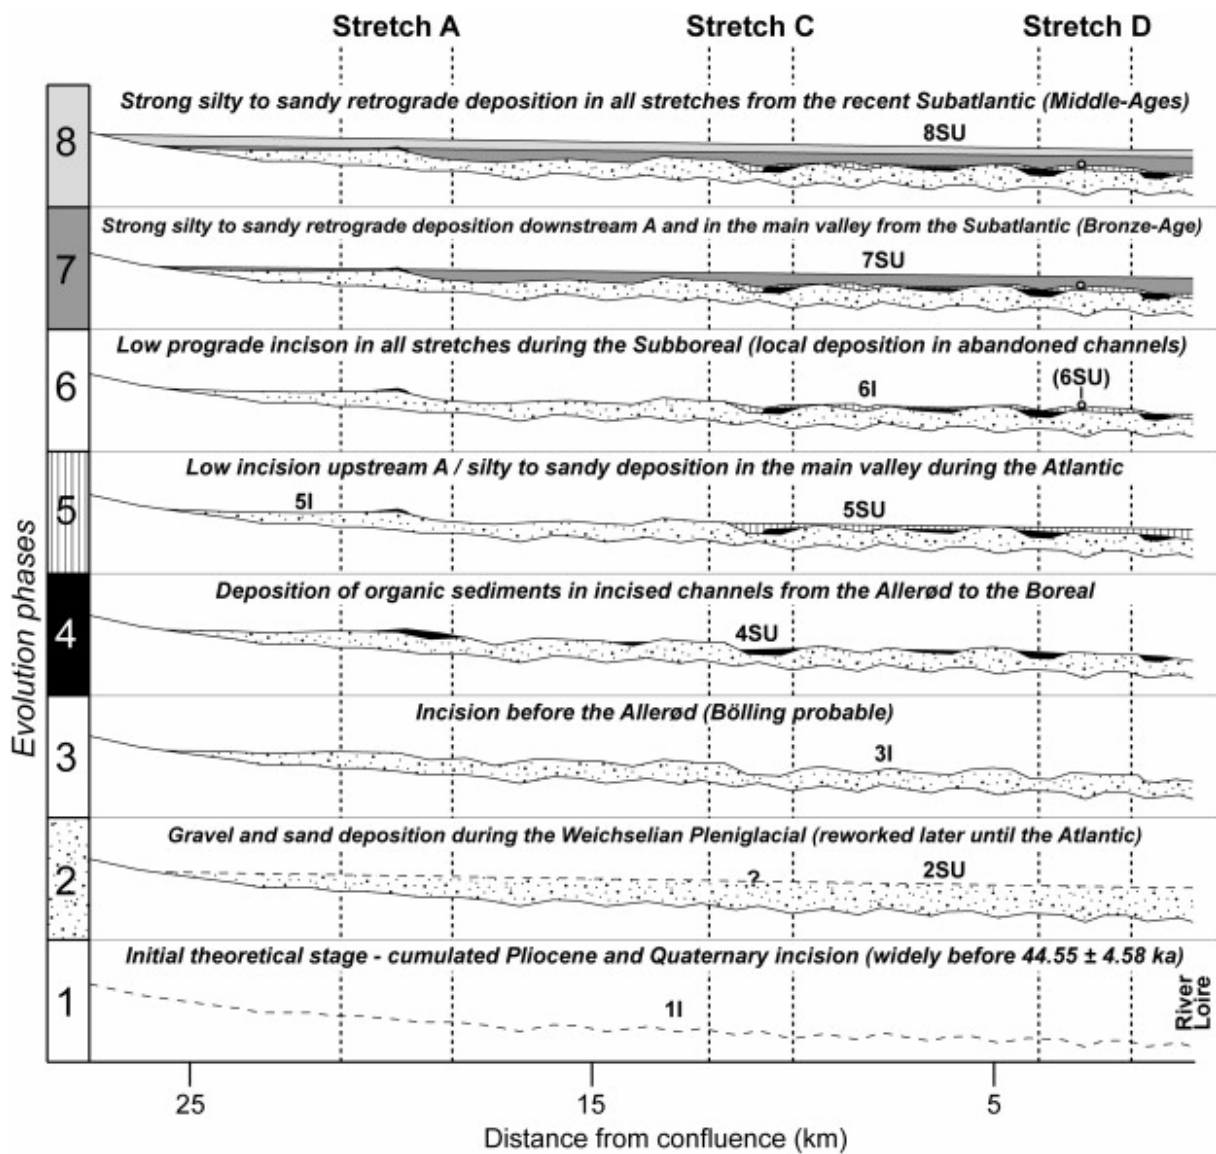 Stretch A Stretch C Stretch D
Strong silty to sandy retrograde deposition in all stretches from the recent Subatlantic (Middle-Ages)
8
8SU
Strong silty to sandy retrograde deposition downstream A and in the main valley from the Subatlantic (Bronze-Age)
7
7SU
Low prograde incison in all stretches during the Subboreal (local deposition in abandoned channels)
6
6I
(6SU)
Low incision upstream A / silty to sandy deposition in the main valley during the Atlantic
5
5I
5SU
Deposition of organic sediments in incised channels from the Allerød to the Boreal
4
4SU
Incision before the Allerød (Bölling probable)
3
3I
Gravel and sand deposition during the Weichselian Pleniglacial (reworked later until the Atlantic)
2
?
2SU
Initial theoretical stage - cumulated Pliocene and Quaternary incision (widely before 44.55 ± 4.58 ka)
1
1I
River
Loire
Evolution phases
25 15 5
Distance from confluence (km)